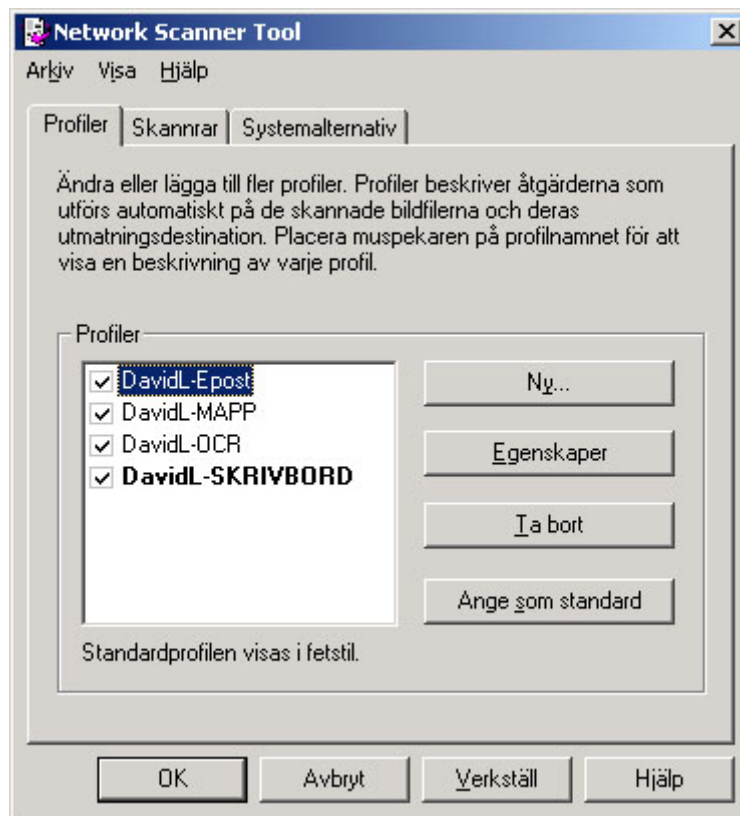 Network Scanner Tool
Arkiv Visa Hjälp
Profiler Skannrar Systemalternativ
Ändra eller lägga till fler profiler. Profiler beskriver åtgärderna som
utförs automatiskt på de skannade bildfilerna och deras
utmatningsdestination. Placera muspekaren på profilnamnet för att
visa en beskrivning av varje profil.
Profiler
DavidL-Epost
DavidL-MAPP
DavidL-OCR
DavidL-SKRIVBORD
Ny...
Egenskaper
Ta bort
Ange som standard
Standardprofilen visas i fetstil.
OK Avbryt Verkställ Hjälp